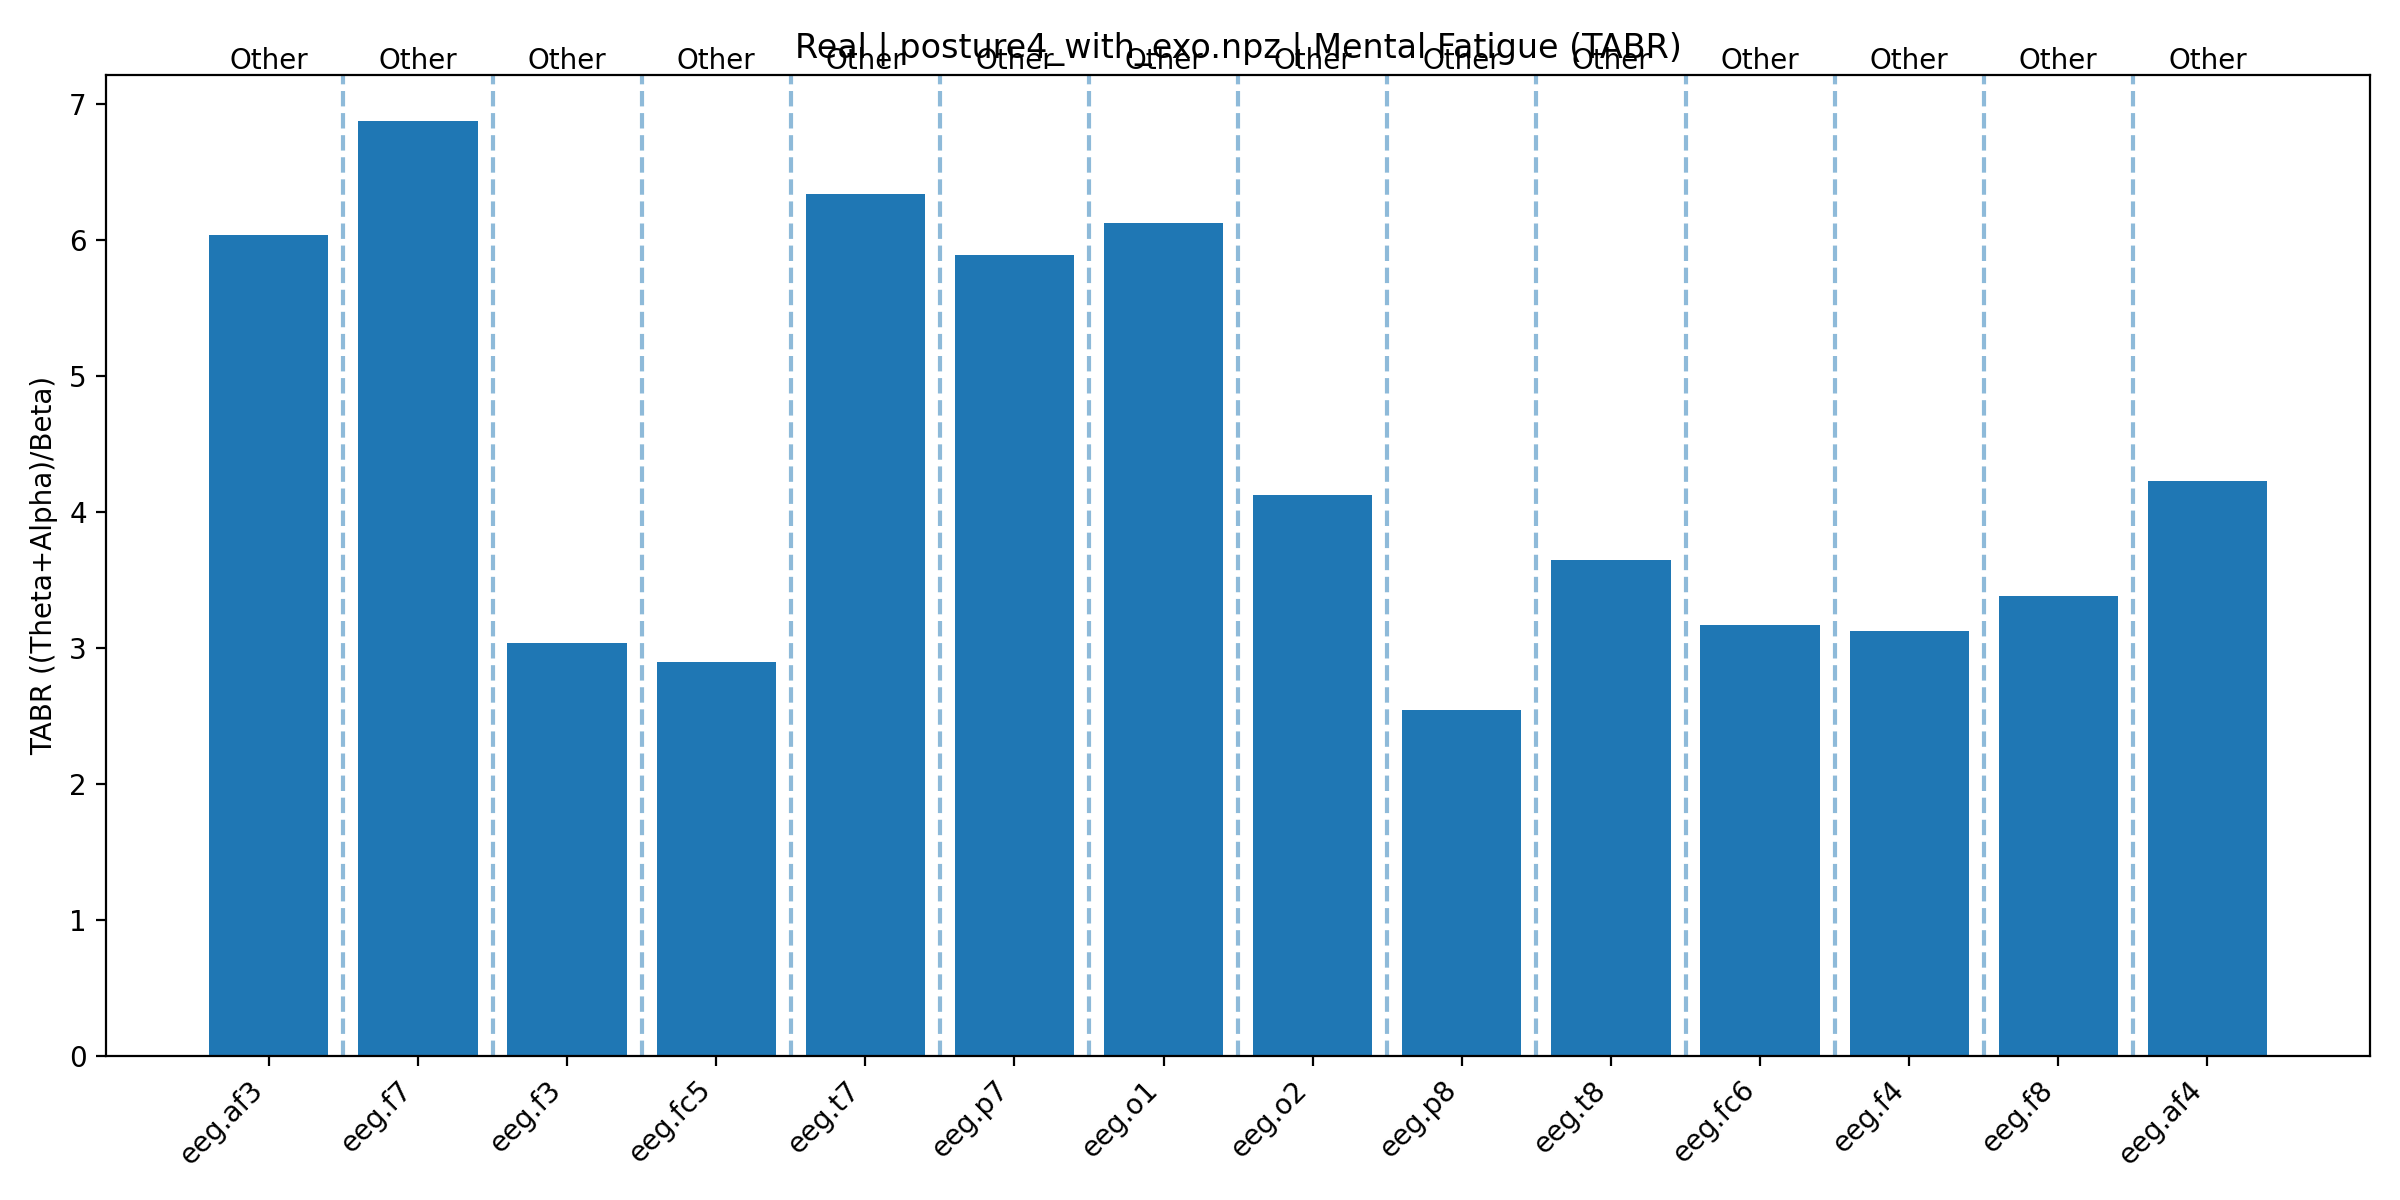 Real | posture4_with_exo.npz | Mental Fatigue (TABR)
Other Other Other Other Other Other Other Other Other Other Other Other Other Other
TABR ((Theta+Alpha)/Beta)
7
6
5
4
3
2
1
0
eeg.af3 eeg.f7 eeg.f3 eeg.fc5 eeg.t7 eeg.p7 eeg.o1 eeg.o2 eeg.p8 eeg.t8 eeg.fc6 eeg.f4 eeg.f8 eeg.af4